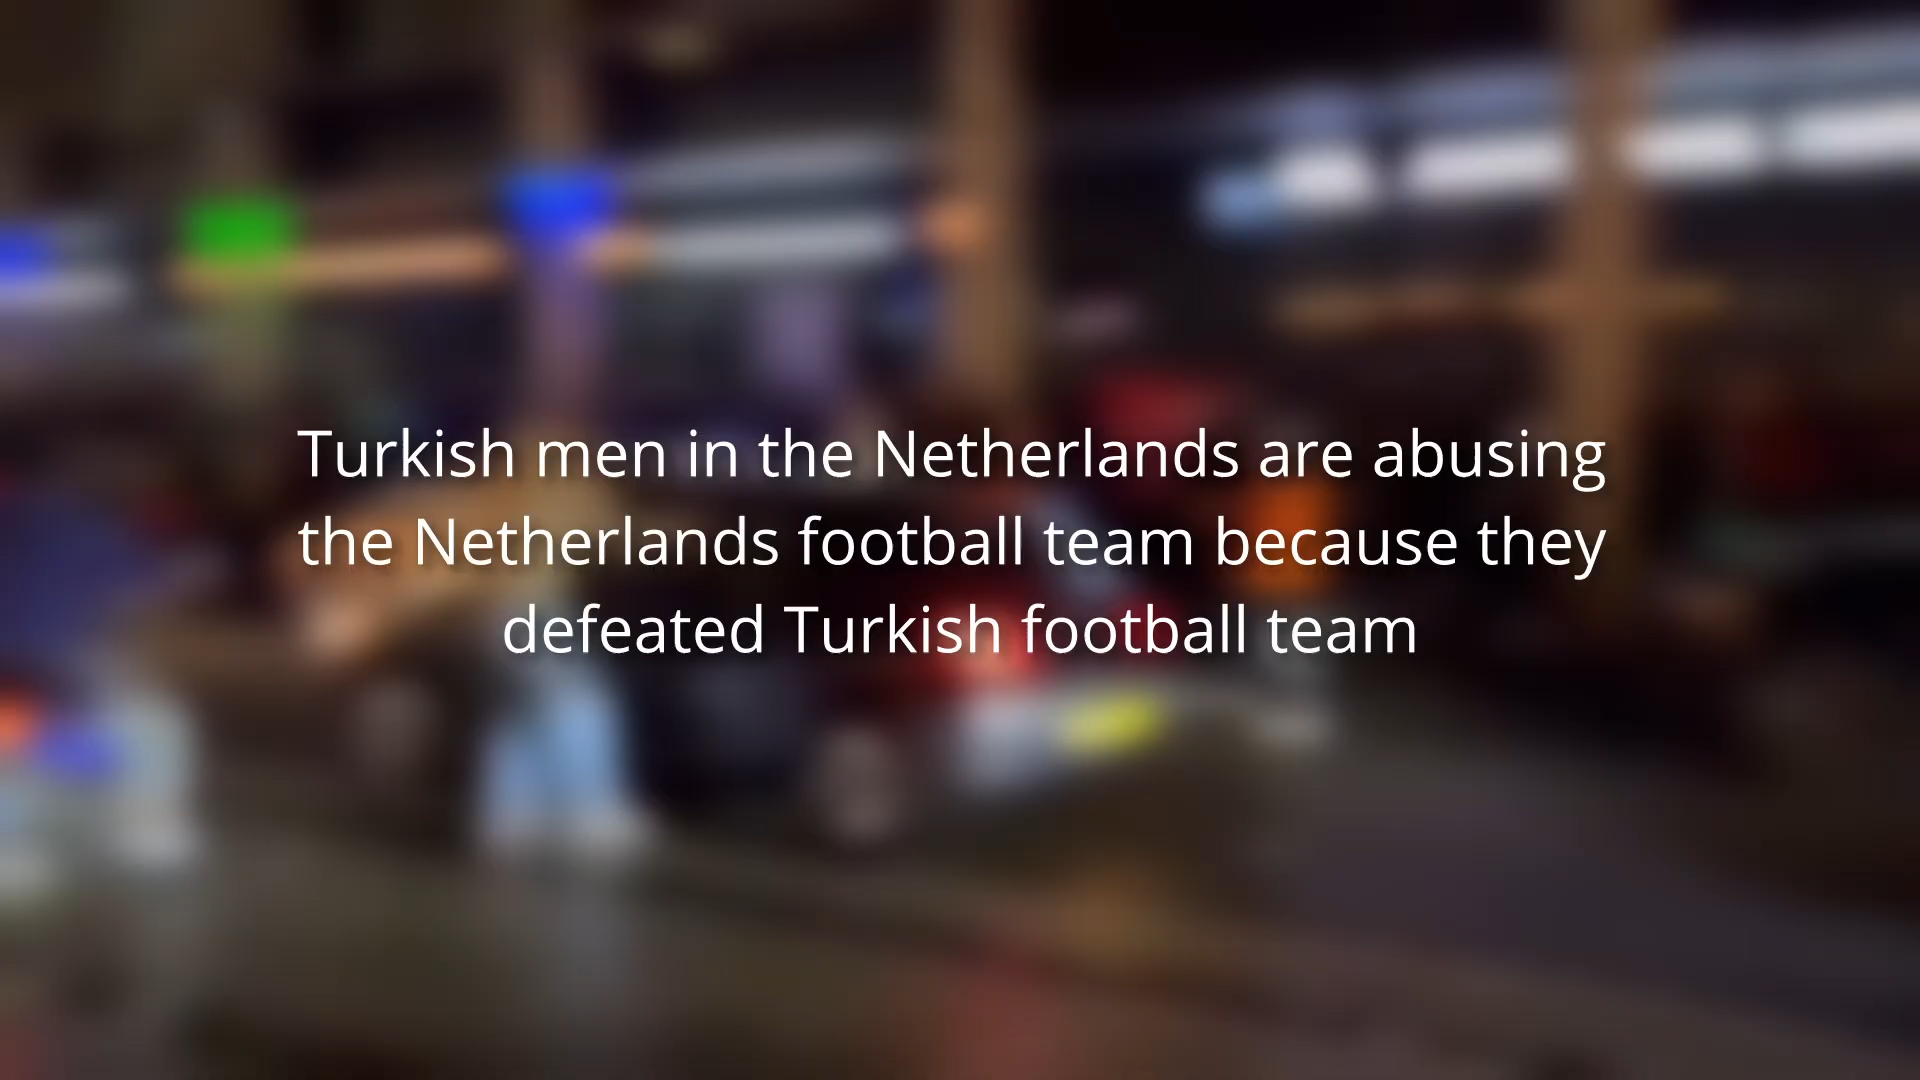 Turkish men in the Netherlands are abusing
the Netherlands football team because they
defeated Turkish football team